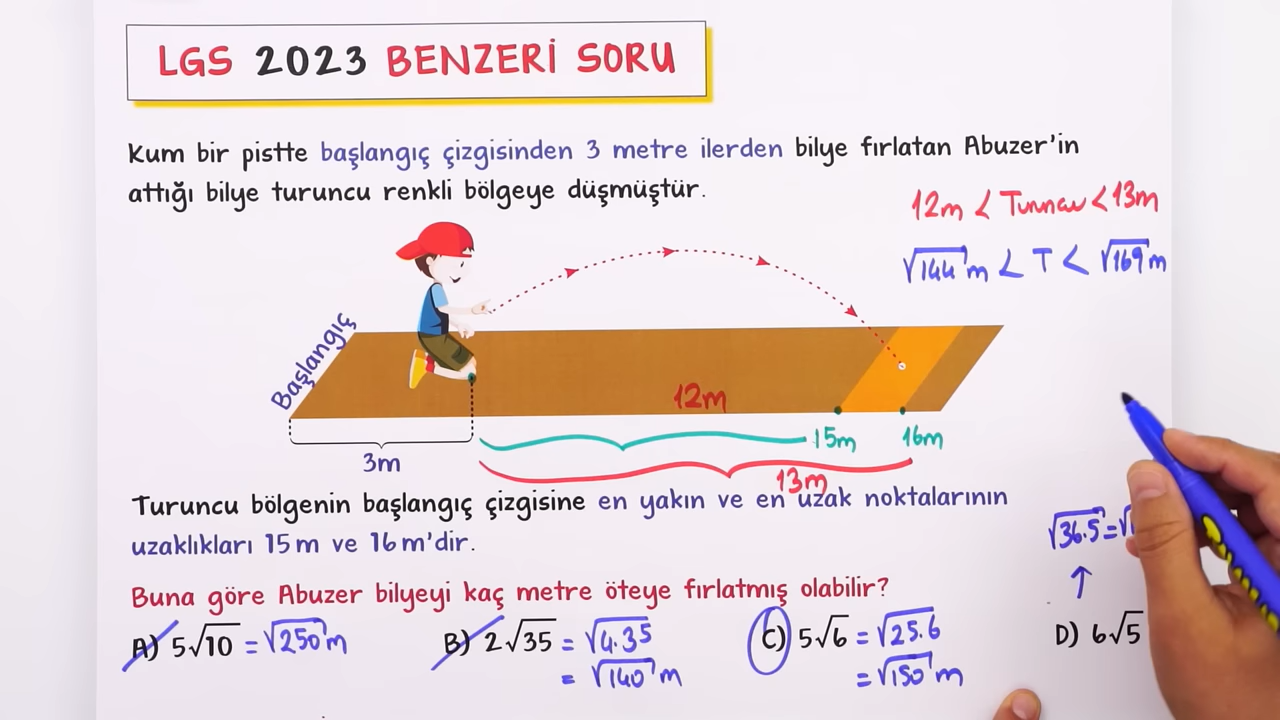 LGS 2023 BENZERİ SORU
Kum bir pistte başlangıç çizgisinden 3 metre ilerden bilye fırlatan Abuzer'in
attığı bilye turuncu renkli bölgeye düşmüştür.
12m < Turuncu < 13m
√144 m < T < √169 m
Başlangıç
12m
15m 16m
3m
13m
Turuncu bölgenin başlangıç çizgisine en yakın ve en uzak noktalarının
uzaklıkları 15 m ve 16 m'dir.
√36.5 = √
Buna göre Abuzer bilyeyi kaç metre öteye fırlatmış olabilir?
A) 5√10 = √250 m B) 2√35 = √4.35 C) 5√6 = √25.6 D) 6√5
= √140 m = √150 m